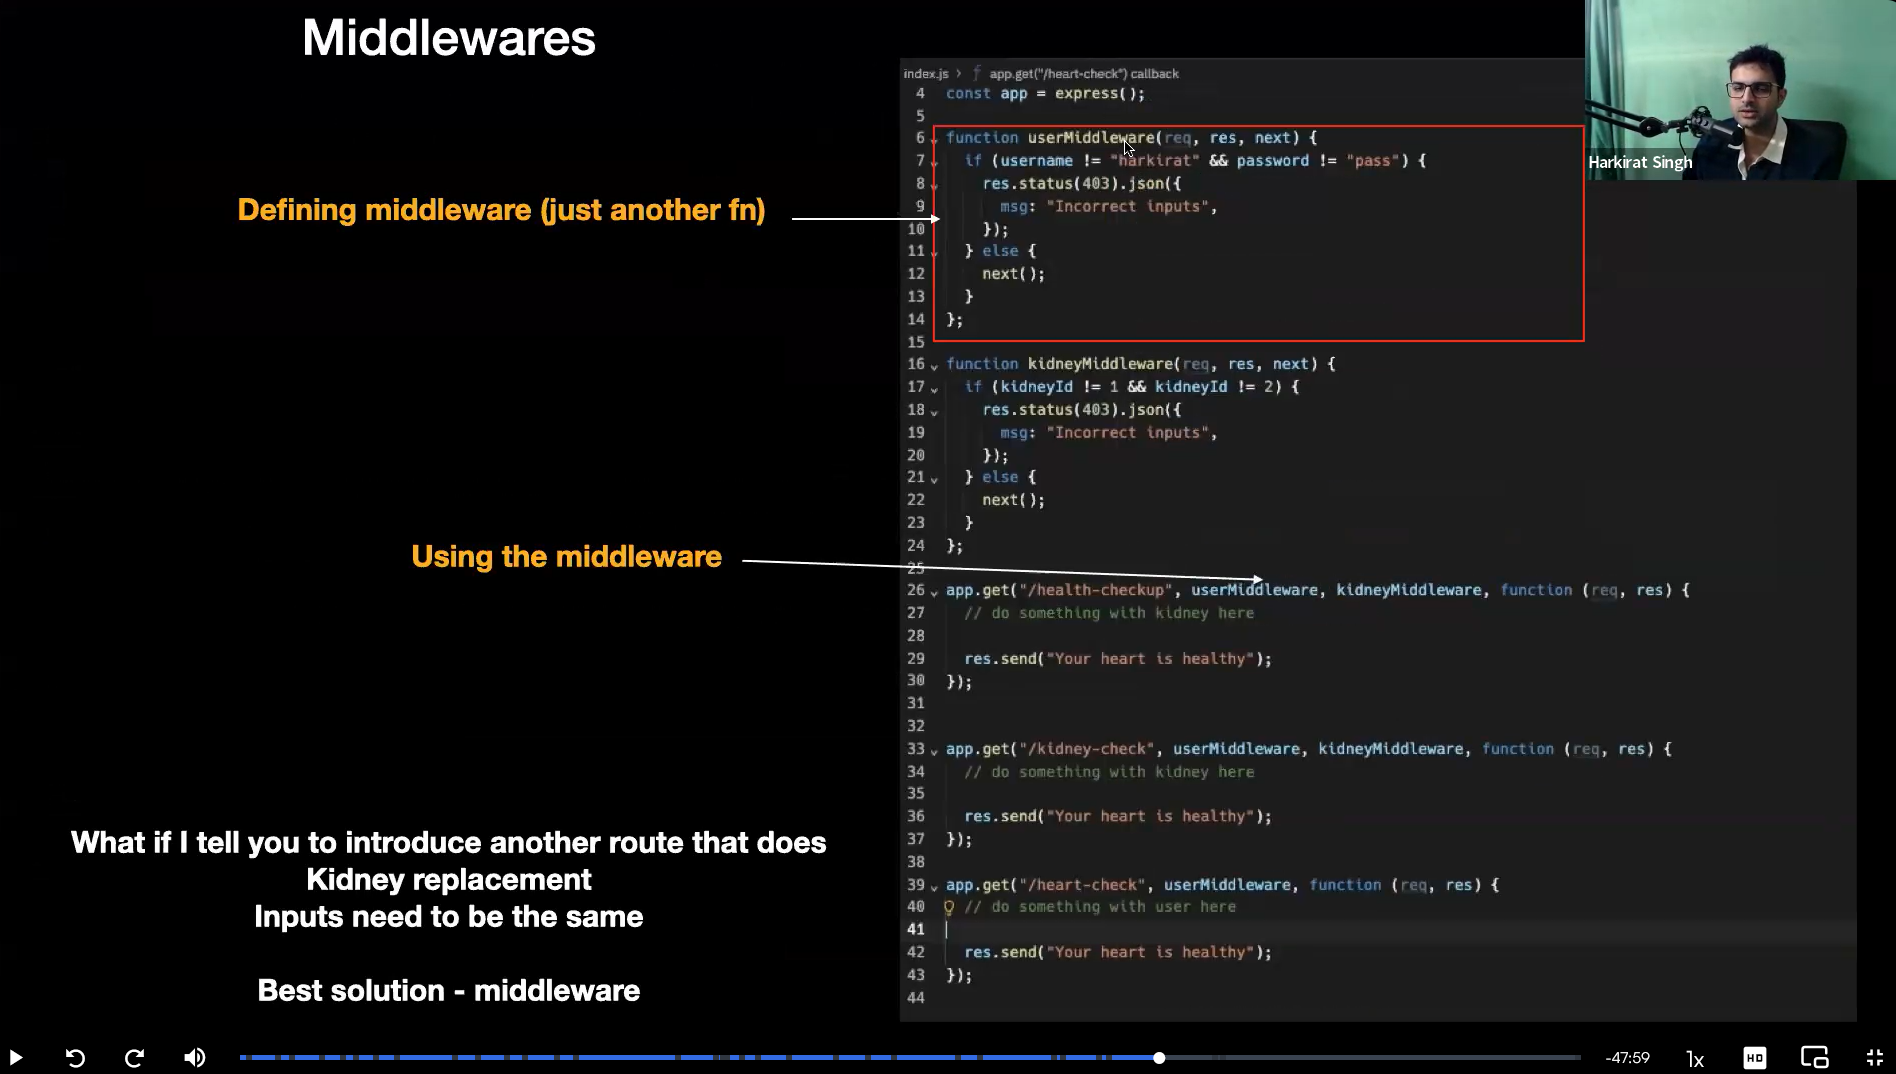 Middlewares
Harkirat Singh
Defining middleware (just another fn)
Using the middleware
What if I tell you to introduce another route that does
Kidney replacement
Inputs need to be the same
Best solution - middleware
index.js > ƒ app.get("/heart-check") callback
4 const app = express();
5
6 function userMiddleware(req, res, next) {
7 if (username != "harkirat" && password != "pass") {
8 res.status(403).json({
9 msg: "Incorrect inputs",
10 });
11 } else {
12 next();
13 }
14 };
15
16 function kidneyMiddleware(req, res, next) {
17 if (kidneyId != 1 && kidneyId != 2) {
18 res.status(403).json({
19 msg: "Incorrect inputs",
20 });
21 } else {
22 next();
23 }
24 };
25
26 app.get("/health-checkup", userMiddleware, kidneyMiddleware, function (req, res) {
27 // do something with kidney here
28
29 res.send("Your heart is healthy");
30 });
31
32
33 app.get("/kidney-check", userMiddleware, kidneyMiddleware, function (req, res) {
34 // do something with kidney here
35
36 res.send("Your heart is healthy");
37 });
38
39 app.get("/heart-check", userMiddleware, function (req, res) {
40 // do something with user here
41
42 res.send("Your heart is healthy");
43 });
44
-47:59 1x HD